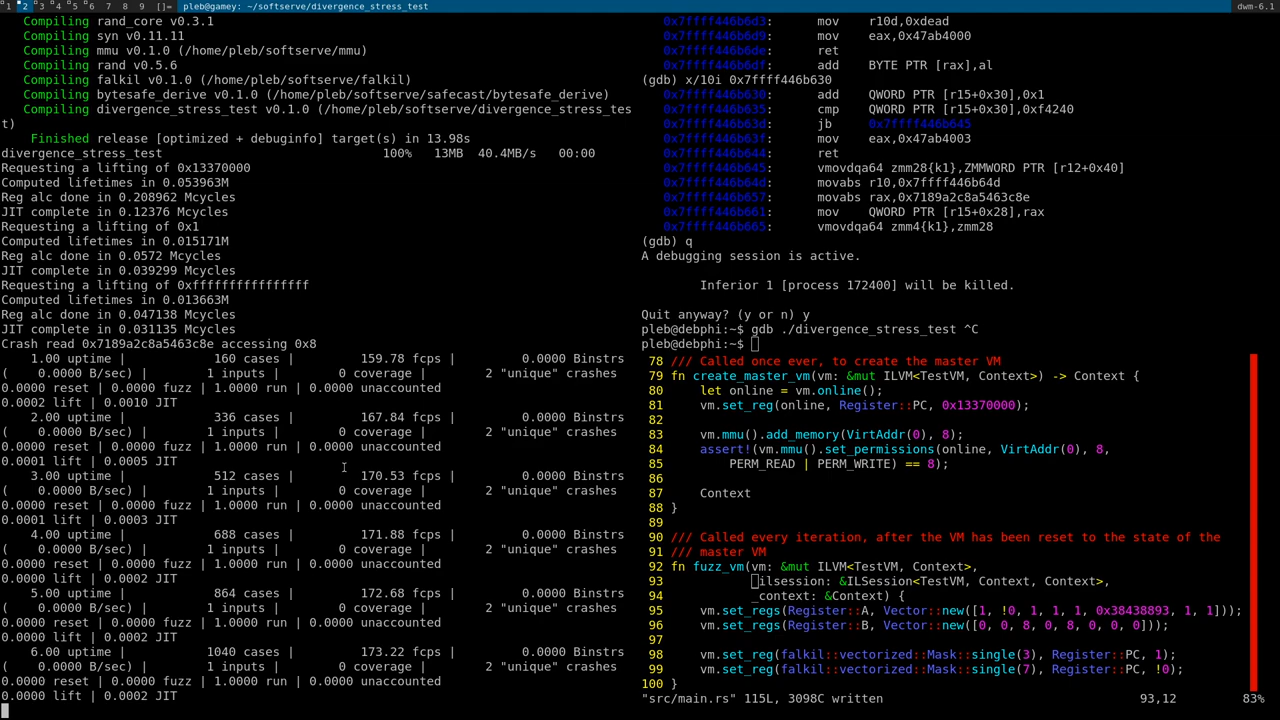 1 2 3 4 5 6 7 8 9 []= pleb@gamey: ~/softserve/divergence_stress_test dwm-6.1
Compiling rand_core v0.3.1
Compiling syn v0.11.11
Compiling mmu v0.1.0 (/home/pleb/softserve/mmu)
Compiling rand v0.5.6
Compiling falkil v0.1.0 (/home/pleb/softserve/falkil)
Compiling bytesafe_derive v0.1.0 (/home/pleb/softserve/safecast/bytesafe_derive)
Compiling divergence_stress_test v0.1.0 (/home/pleb/softserve/divergence_stress_tes
t)
Finished release [optimized + debuginfo] target(s) in 13.98s
divergence_stress_test 100% 13MB 40.4MB/s 00:00
Requesting a lifting of 0x13370000
Computed lifetimes in 0.053963M
Reg alc done in 0.208962 Mcycles
JIT complete in 0.12376 Mcycles
Requesting a lifting of 0x1
Computed lifetimes in 0.015171M
Reg alc done in 0.0572 Mcycles
JIT complete in 0.039299 Mcycles
Requesting a lifting of 0xffffffffffffffff
Computed lifetimes in 0.013663M
Reg alc done in 0.047138 Mcycles
JIT complete in 0.031135 Mcycles
Crash read 0x7189a2c8a5463c8e accessing 0x8
1.00 uptime | 160 cases | 159.78 fcps | 0.0000 Binstrs
( 0.0000 B/sec) | 1 inputs | 0 coverage | 2 "unique" crashes
0.0000 reset | 0.0000 fuzz | 1.0000 run | 0.0000 unaccounted
0.0002 lift | 0.0010 JIT
2.00 uptime | 336 cases | 167.84 fcps | 0.0000 Binstrs
( 0.0000 B/sec) | 1 inputs | 0 coverage | 2 "unique" crashes
0.0000 reset | 0.0000 fuzz | 1.0000 run | 0.0000 unaccounted
0.0001 lift | 0.0005 JIT
3.00 uptime | 512 cases | 170.53 fcps | 0.0000 Binstrs
( 0.0000 B/sec) | 1 inputs | 0 coverage | 2 "unique" crashes
0.0000 reset | 0.0000 fuzz | 1.0000 run | 0.0000 unaccounted
0.0001 lift | 0.0003 JIT
4.00 uptime | 688 cases | 171.88 fcps | 0.0000 Binstrs
( 0.0000 B/sec) | 1 inputs | 0 coverage | 2 "unique" crashes
0.0000 reset | 0.0000 fuzz | 1.0000 run | 0.0000 unaccounted
0.0000 lift | 0.0002 JIT
5.00 uptime | 864 cases | 172.68 fcps | 0.0000 Binstrs
( 0.0000 B/sec) | 1 inputs | 0 coverage | 2 "unique" crashes
0.0000 reset | 0.0000 fuzz | 1.0000 run | 0.0000 unaccounted
0.0000 lift | 0.0002 JIT
6.00 uptime | 1040 cases | 173.22 fcps | 0.0000 Binstrs
( 0.0000 B/sec) | 1 inputs | 0 coverage | 2 "unique" crashes
0.0000 reset | 0.0000 fuzz | 1.0000 run | 0.0000 unaccounted
0.0000 lift | 0.0002 JIT
0x7ffff446b6d3: mov r10d,0xdead
0x7ffff446b6d9: mov eax,0x47ab4000
0x7ffff446b6de: ret
0x7ffff446b6df: add BYTE PTR [rax],al
(gdb) x/10i 0x7ffff446b630
0x7ffff446b630: add QWORD PTR [r15+0x30],0x1
0x7ffff446b635: cmp QWORD PTR [r15+0x30],0xf4240
0x7ffff446b63d: jb 0x7ffff446b645
0x7ffff446b63f: mov eax,0x47ab4003
0x7ffff446b644: ret
0x7ffff446b645: vmovdqa64 zmm28{k1},ZMMWORD PTR [r12+0x40]
0x7ffff446b64d: movabs r10,0x7ffff446b64d
0x7ffff446b657: movabs rax,0x7189a2c8a5463c8e
0x7ffff446b661: mov QWORD PTR [r15+0x28],rax
0x7ffff446b665: vmovdqa64 zmm4{k1},zmm28
(gdb) q
A debugging session is active.
Inferior 1 [process 172400] will be killed.
Quit anyway? (y or n) y
pleb@debphi:~$ gdb ./divergence_stress_test ^C
pleb@debphi:~$
78 /// Called once ever, to create the master VM
79 fn create_master_vm(vm: &mut ILVM<TestVM, Context>) -> Context {
80 let online = vm.online();
81 vm.set_reg(online, Register::PC, 0x13370000);
82
83 vm.mmu().add_memory(VirtAddr(0), 8);
84 assert!(vm.mmu().set_permissions(online, VirtAddr(0), 8,
85 PERM_READ | PERM_WRITE) == 8);
86
87 Context
88 }
89
90 /// Called every iteration, after the VM has been reset to the state of the
91 /// master VM
92 fn fuzz_vm(vm: &mut ILVM<TestVM, Context>,
93 _ilsession: &ILSession<TestVM, Context, Context>,
94 _context: &Context) {
95 vm.set_regs(Register::A, Vector::new([1, !0, 1, 1, 1, 0x38438893, 1, 1]));
96 vm.set_regs(Register::B, Vector::new([0, 0, 8, 0, 8, 0, 0, 0]));
97
98 vm.set_reg(falkil::vectorized::Mask::single(3), Register::PC, 1);
99 vm.set_reg(falkil::vectorized::Mask::single(7), Register::PC, !0);
100 }
"src/main.rs" 115L, 3098C written 93,12 83%